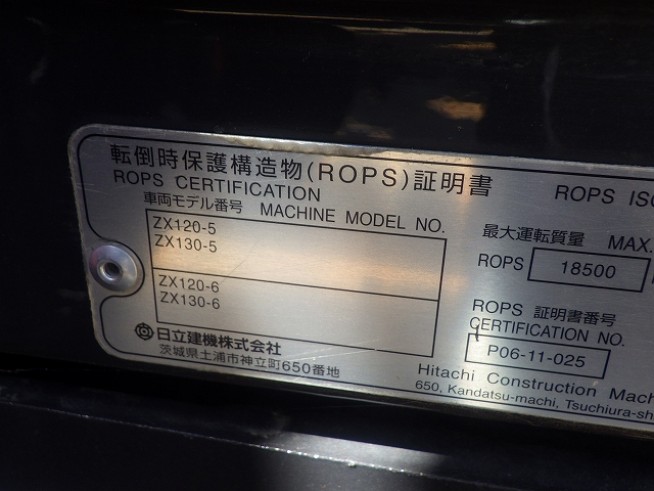 転倒時保護構造物(ROPS)証明書
ROPS CERTIFICATION
車両モデル番号 MACHINE MODEL NO.
ZX120-5
ZX130-5
ZX120-6
ZX130-6
日立建機株式会社
茨城県土浦市神立町650番地
ROPS
最大運転質量 MAX.
ROPS 18500
ROPS 証明書番号
CERTIFICATION NO.
P06-11-025
Hitachi Construction
650, Kandatsu-machi,